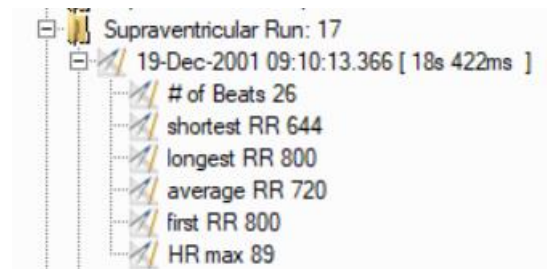 Supraventricular Run: 17
19-Dec-2001 09:10:13.366 [ 18s 422ms ]
# of Beats 26
shortest RR 644
longest RR 800
average RR 720
first RR 800
HR max 89